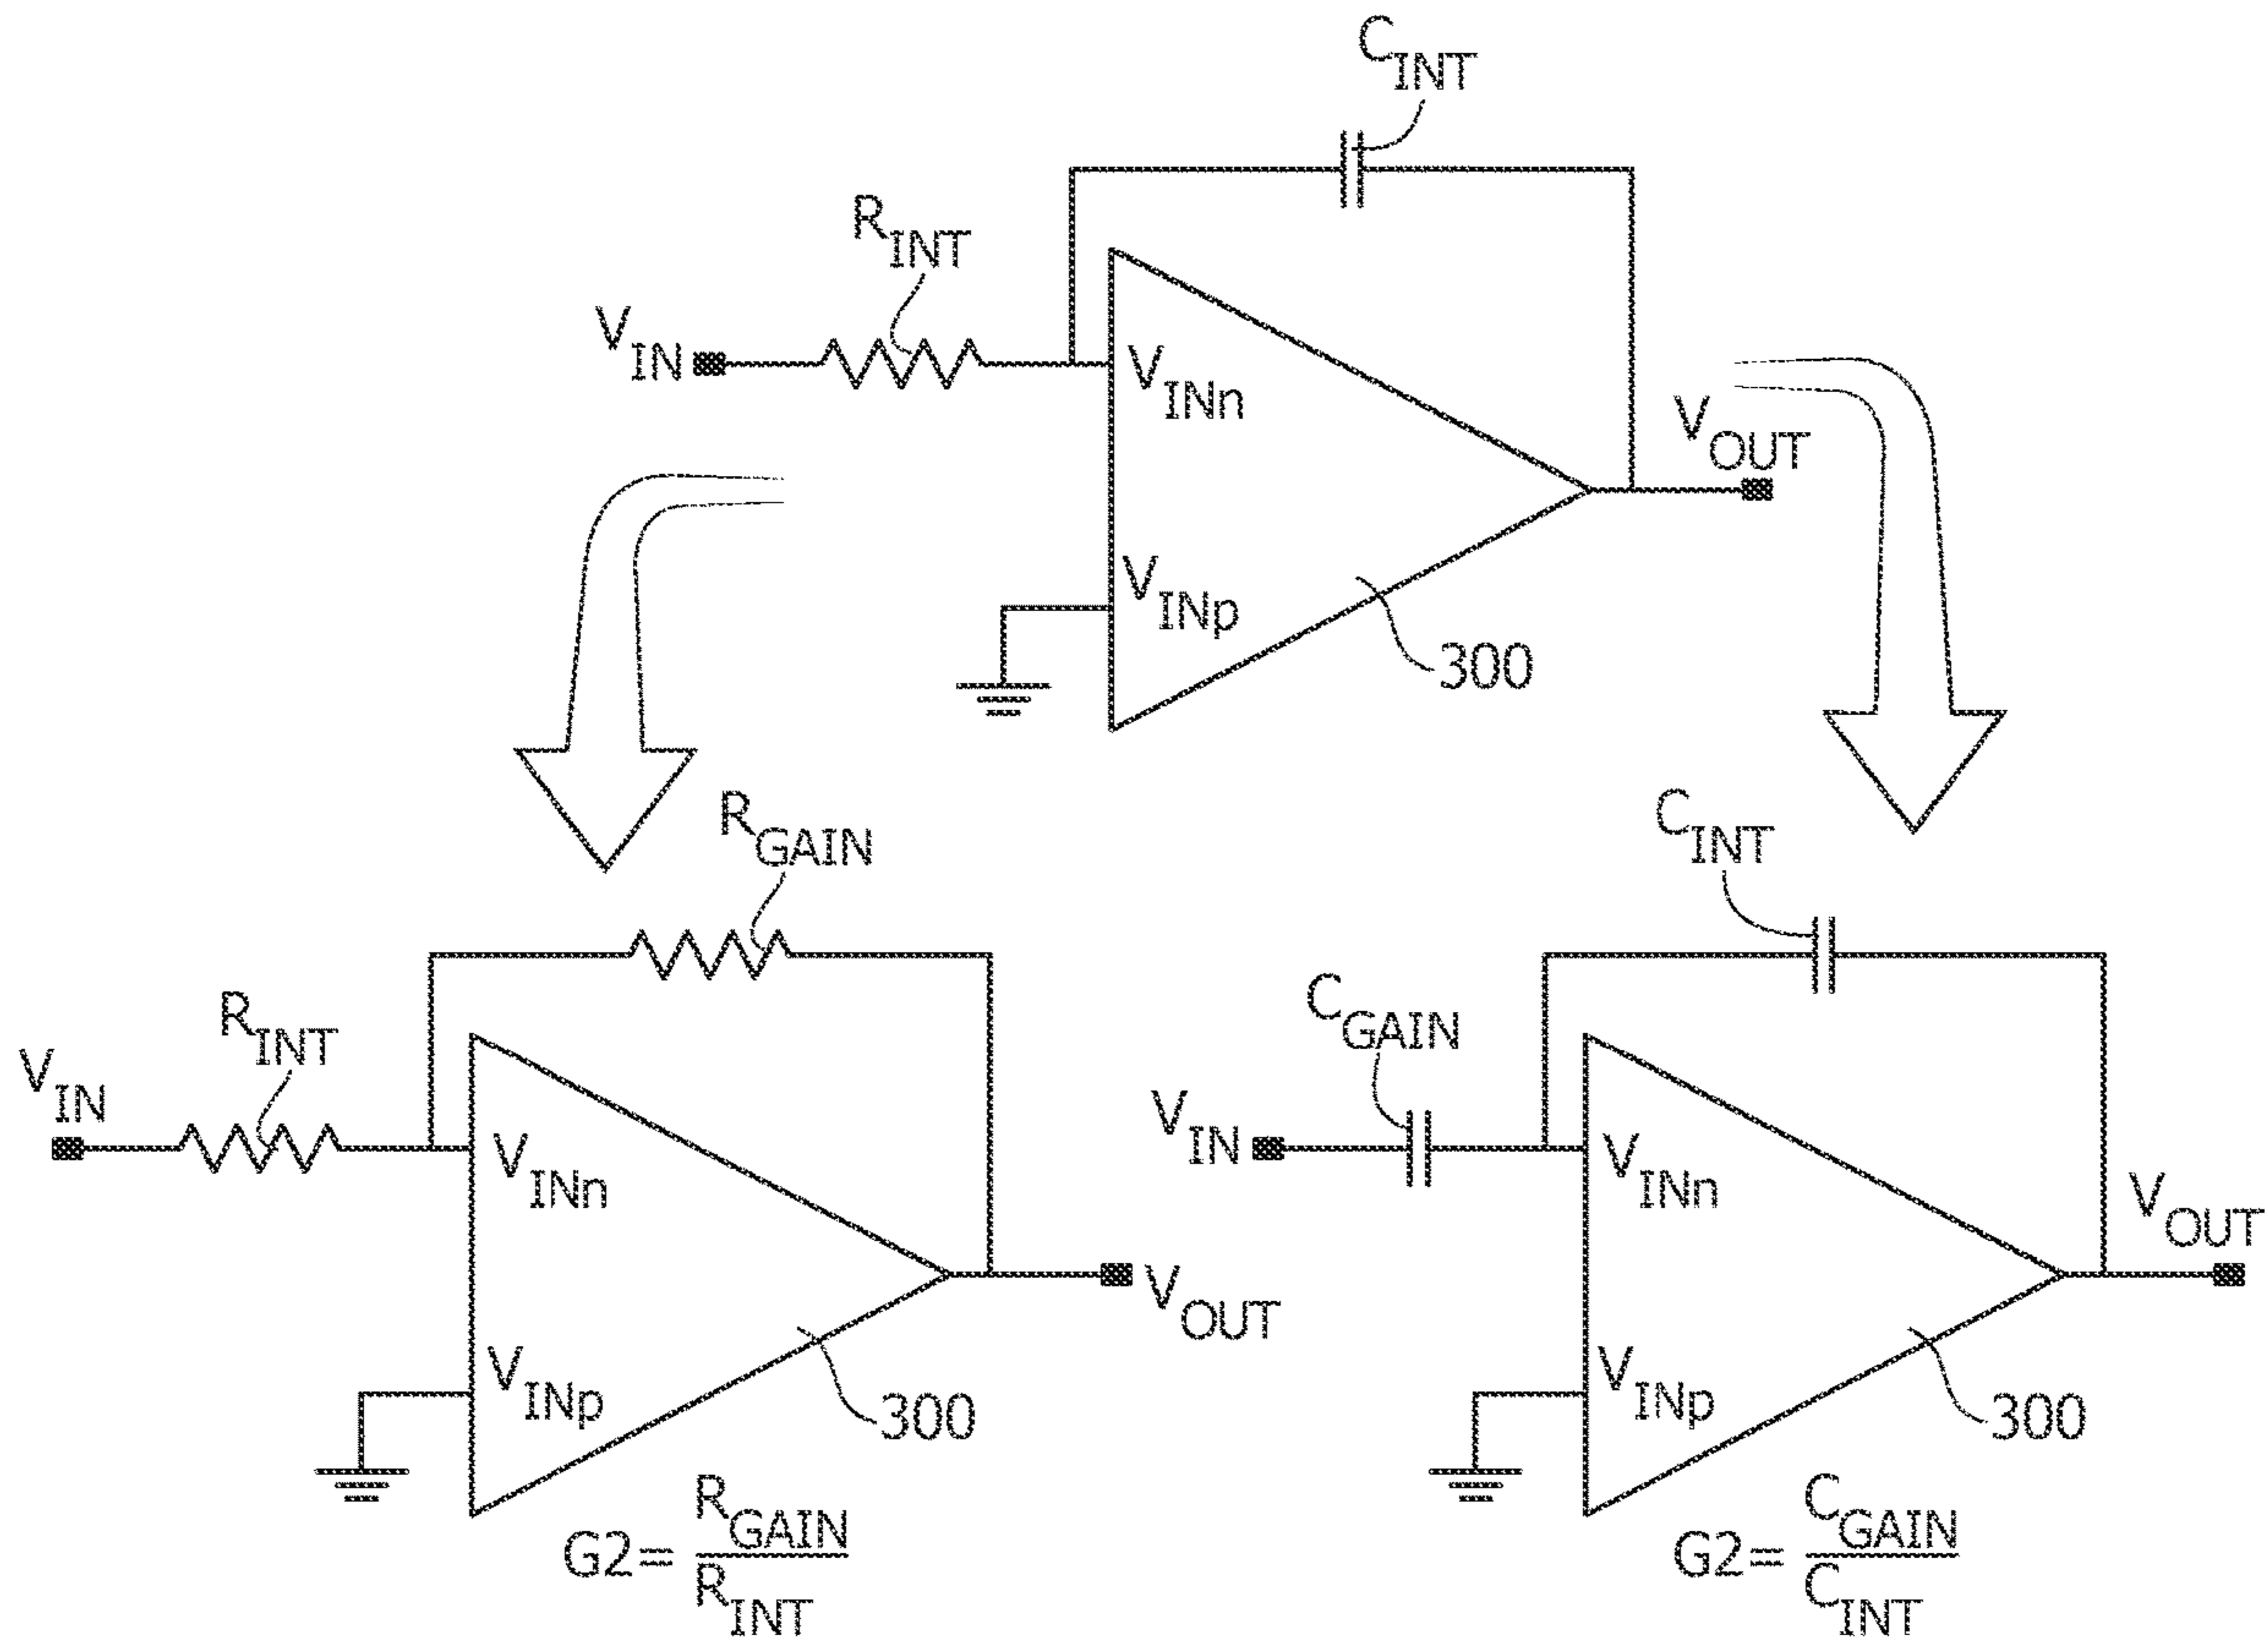 C_INT
R_INT
V_IN
V_INn
V_OUT
V_INp
300
R_GAIN
R_INT
V_IN
V_INn
V_INp
V_OUT
300
G2= R_GAIN
R_INT
C_INT
C_GAIN
V_IN
V_INn
V_INp
V_OUT
300
G2= C_GAIN
C_INT